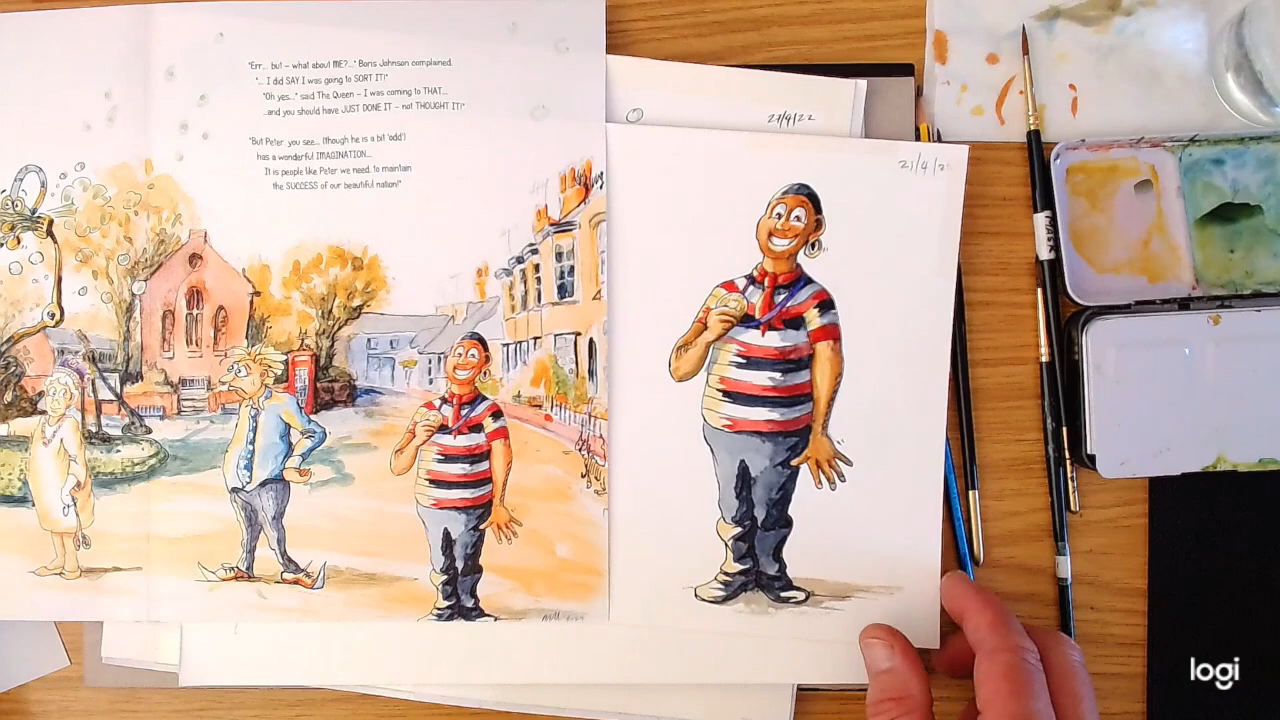 "Err... but – what about ME?..." Boris Johnson complained.
"... I did SAY I was going to SORT IT!"
"Oh yes..." said The Queen – I was coming to THAT...
...and you should have JUST DONE IT – not THOUGHT IT!"
"But Peter you see... (though he is a bit 'odd')
has a wonderful IMAGINATION...
It is people like Peter we need, to maintain
the SUCCESS of our beautiful nation!"
21/4/22
21/4/2
MASK
logi